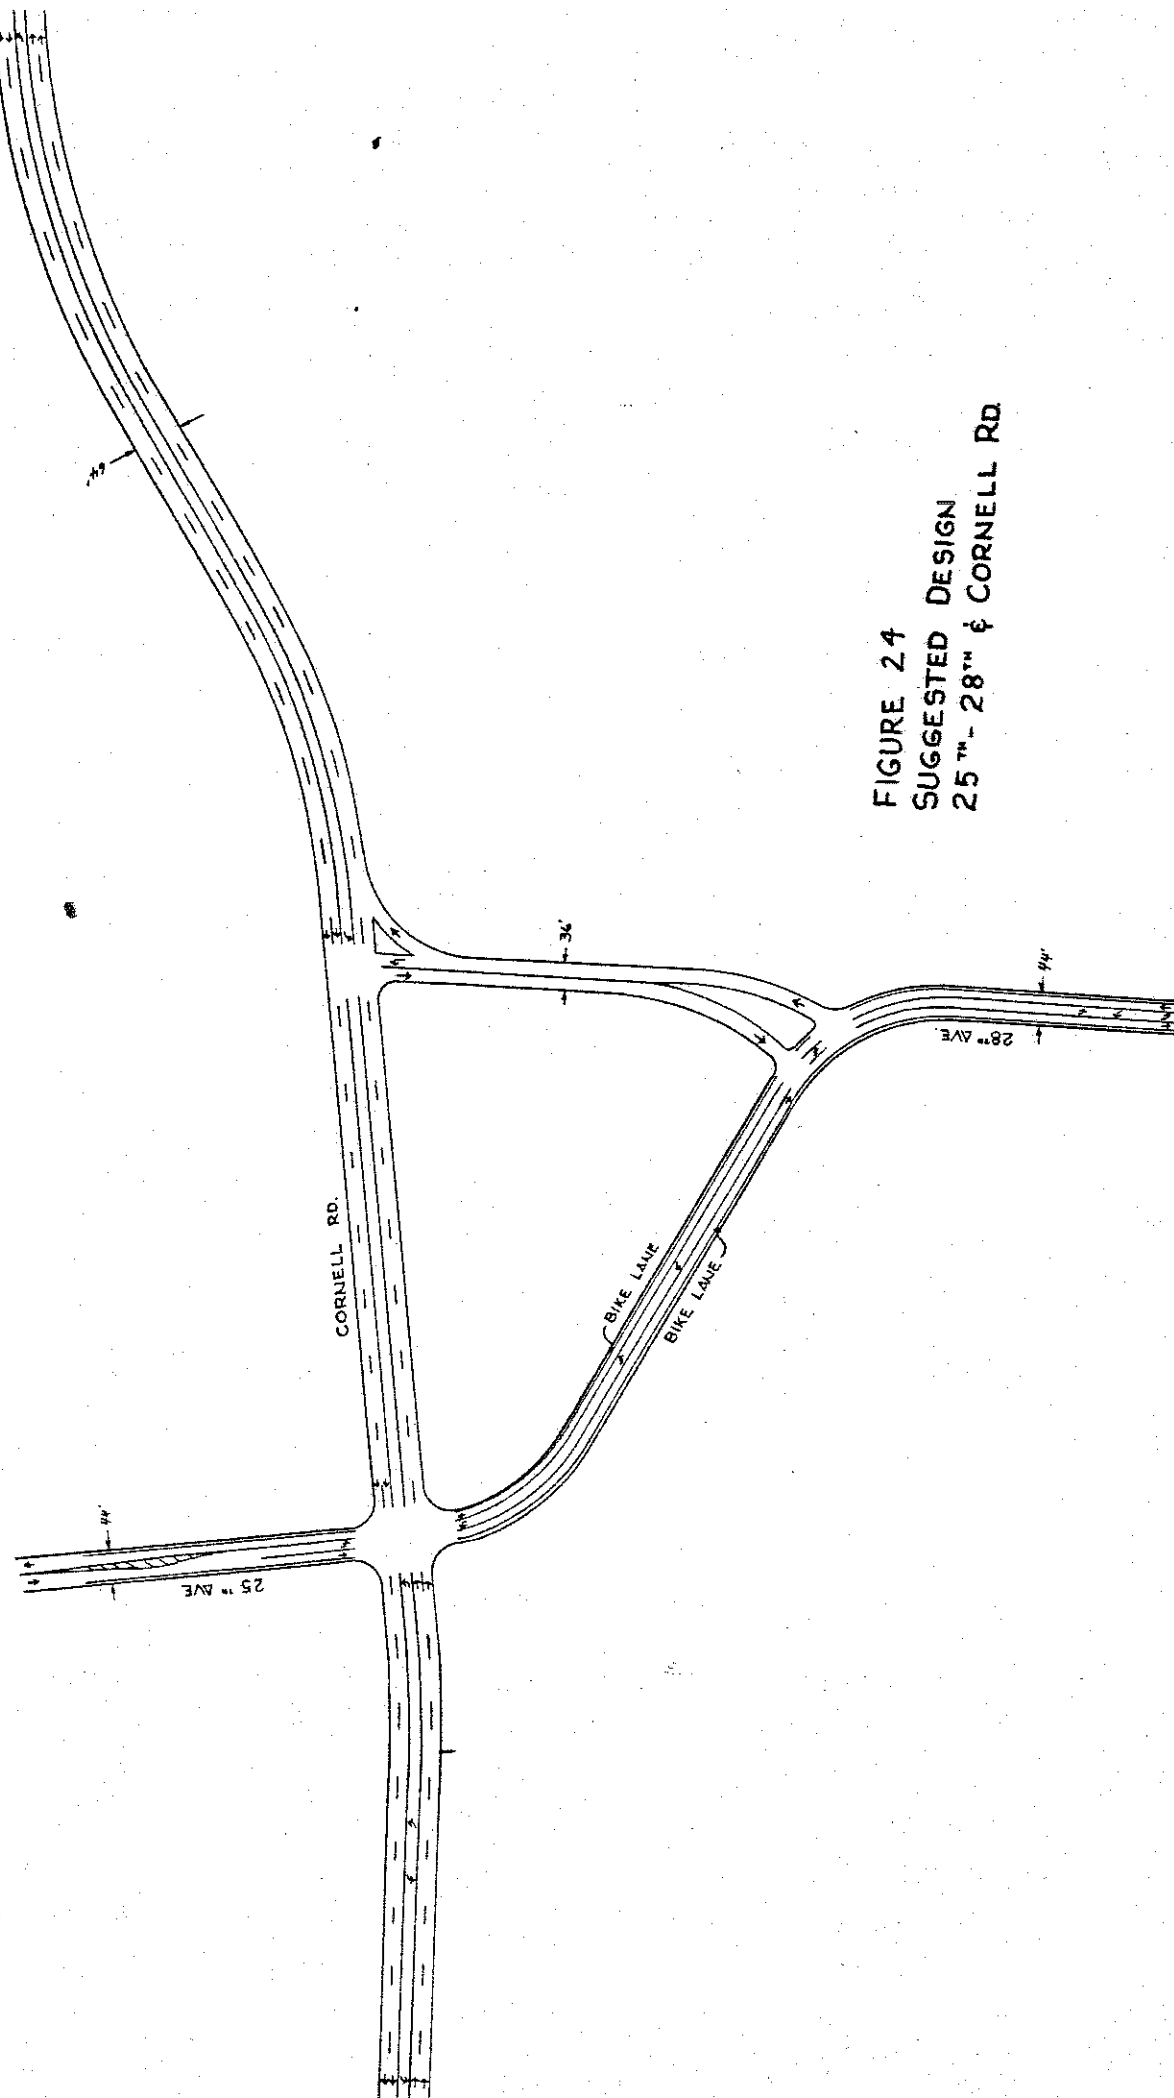 64'
CORNELL RD.
36'
44'
28TH AVE.
BIKE LANE
BIKE LANE
44'
25TH AVE
FIGURE 24
SUGGESTED DESIGN
25TH - 28TH & CORNELL RD.